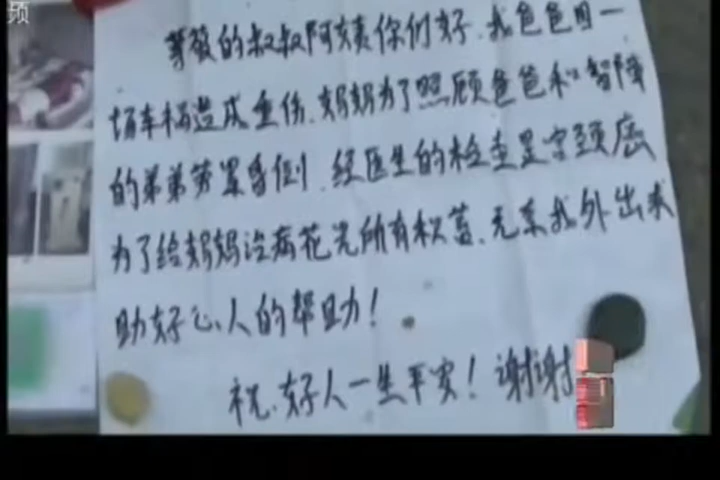 频
尊敬的叔叔阿姨你们好.我爸爸因一
场车祸造成重伤.妈妈为了照顾爸爸和智障
的弟弟劳累昏倒.经医生的检查是宫颈癌
为了给妈妈治病花光所有积蓄.无奈我外出求
助好心人的帮助!
祝.好人一生平安!谢谢